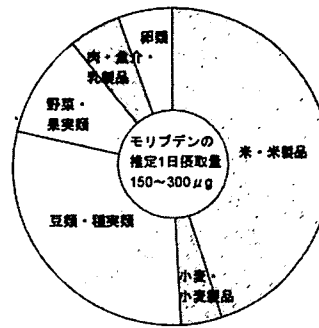 卵類
肉・魚介・
乳製品
野菜・
果実類
モリブデンの
推定1日摂取量
150～300μg
米・米製品
豆類・種実類
小麦・
小麦製品